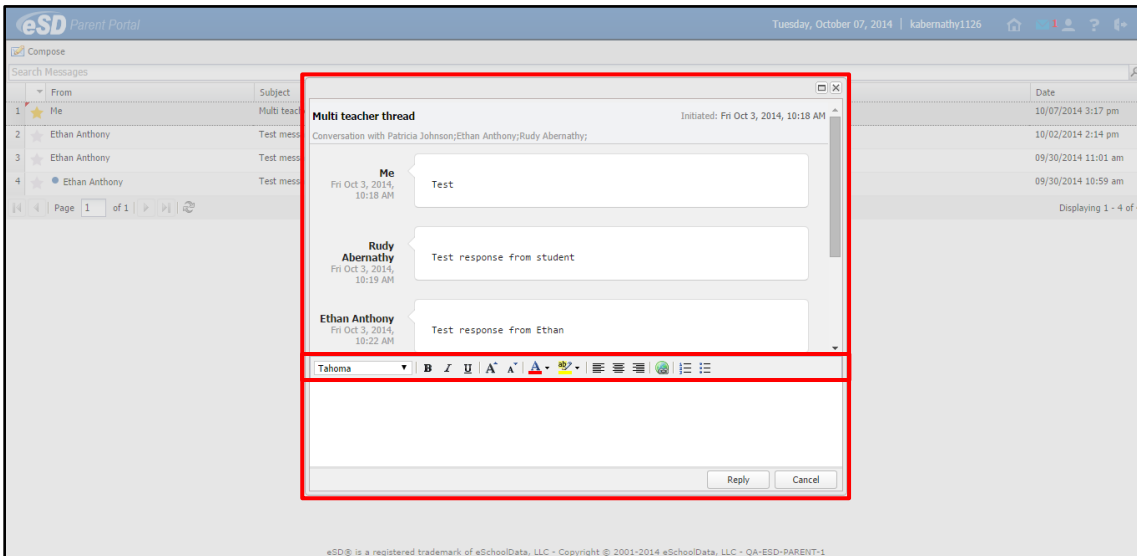 eSD Parent Portal
Tuesday, October 07, 2014 | kabernathy1126
1
?
Compose
Search Messages
From Subject Date
1 Me Multi teach 10/07/2014 3:17 pm
2 Ethan Anthony Test mess 10/02/2014 2:14 pm
3 Ethan Anthony Test mess 09/30/2014 11:01 am
4 Ethan Anthony Test mess 09/30/2014 10:59 am
Page 1 of 1
Displaying 1 - 4 of
Multi teacher thread
Initiated: Fri Oct 3, 2014, 10:18 AM
Conversation with Patricia Johnson;Ethan Anthony;Rudy Abernathy;
Me
Fri Oct 3, 2014,
10:18 AM
Test
Rudy
Abernathy
Fri Oct 3, 2014,
10:19 AM
Test response from student
Ethan Anthony
Fri Oct 3, 2014,
10:22 AM
Test response from Ethan
Tahoma B I U A A A ab
Reply Cancel
eSD® is a registered trademark of eSchoolData, LLC - Copyright © 2001-2014 eSchoolData, LLC - QA-ESD-PARENT-1